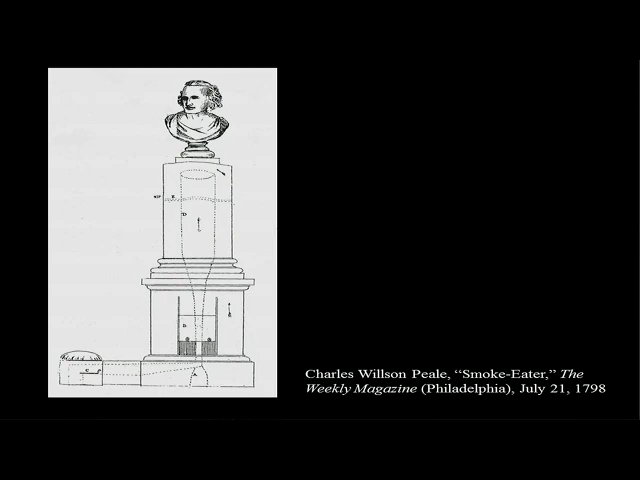 Charles Willson Peale, “Smoke-Eater,” The
Weekly Magazine (Philadelphia), July 21, 1798